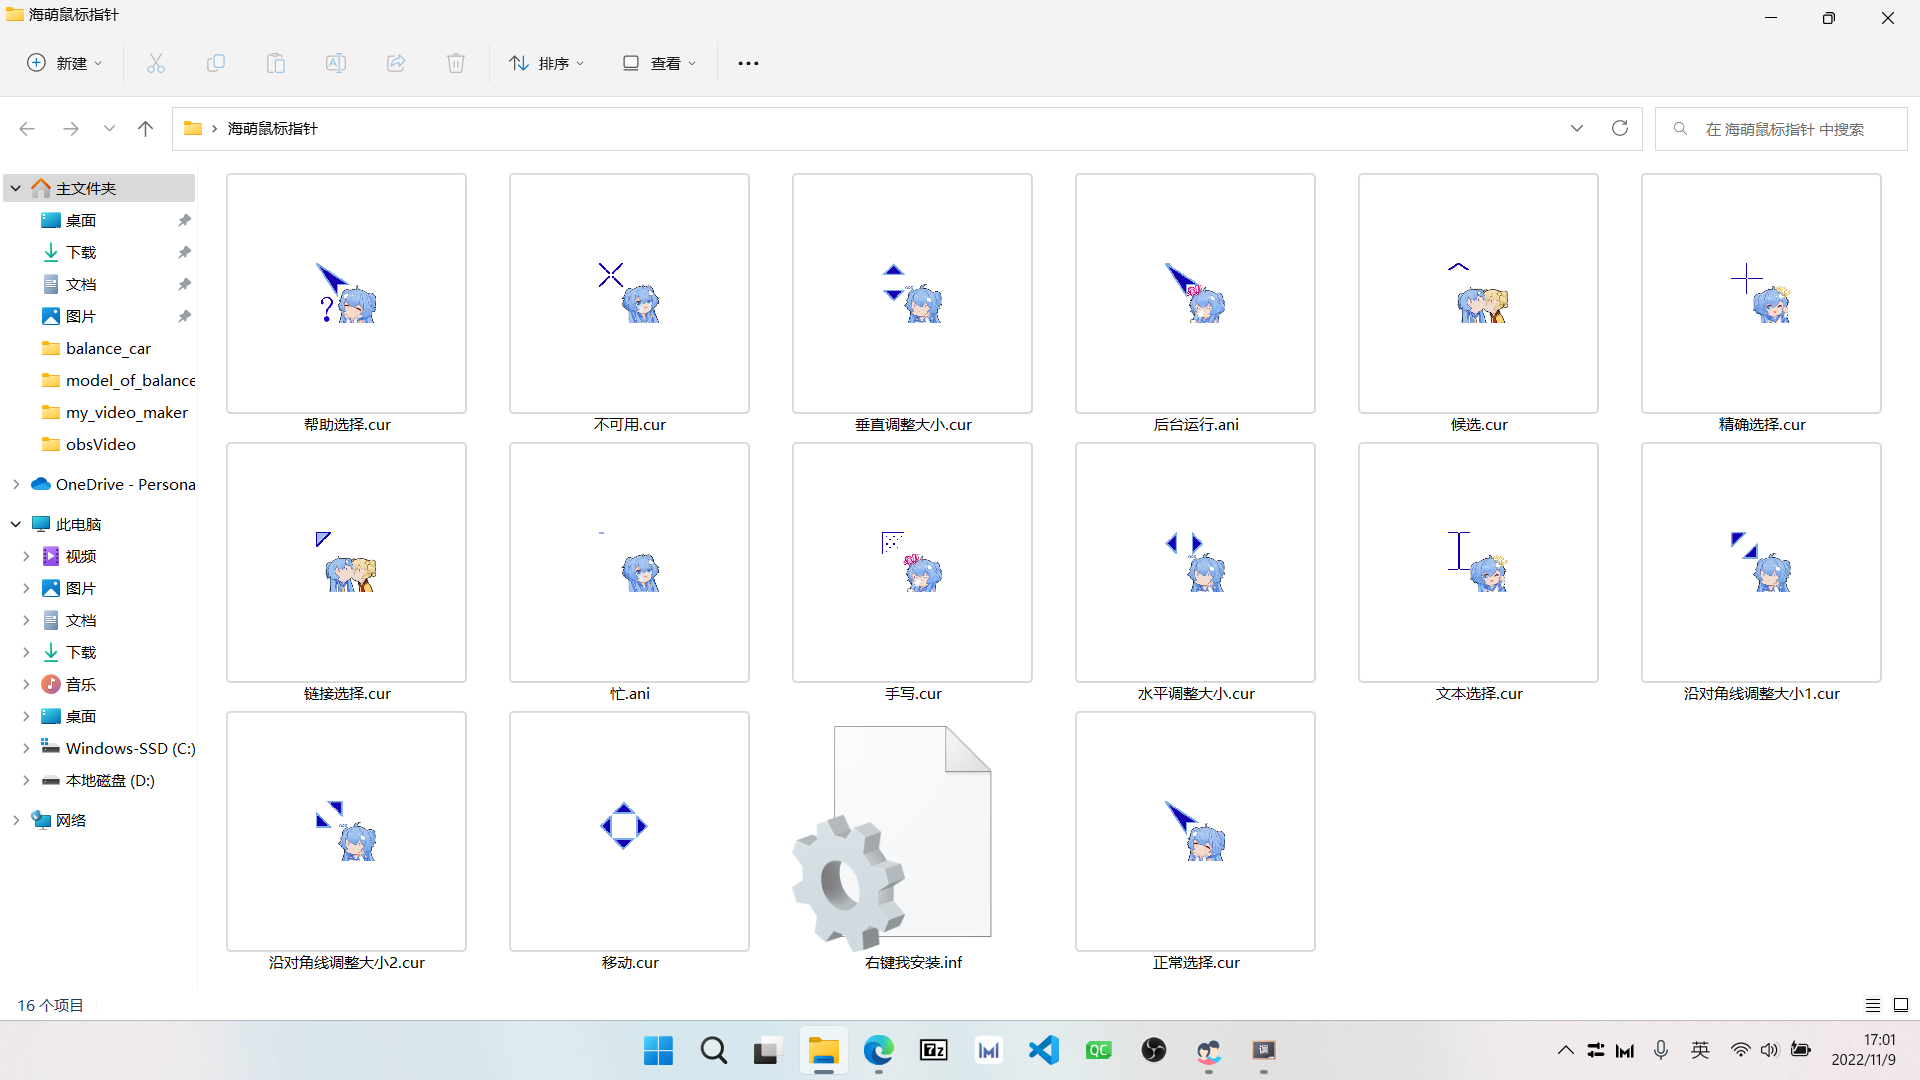 海萌鼠标指针
新建
排序
查看
海萌鼠标指针
在 海萌鼠标指针 中搜索
主文件夹
桌面
下载
文档
图片
balance_car
model_of_balance
my_video_maker
obsVideo
OneDrive - Persona
此电脑
视频
图片
文档
下载
音乐
桌面
Windows-SSD (C:)
本地磁盘 (D:)
网络
帮助选择.cur
不可用.cur
垂直调整大小.cur
后台运行.ani
候选.cur
精确选择.cur
链接选择.cur
忙.ani
手写.cur
水平调整大小.cur
文本选择.cur
沿对角线调整大小1.cur
沿对角线调整大小2.cur
移动.cur
右键我安装.inf
正常选择.cur
16 个项目
7z
QC
英
17:01
2022/11/9